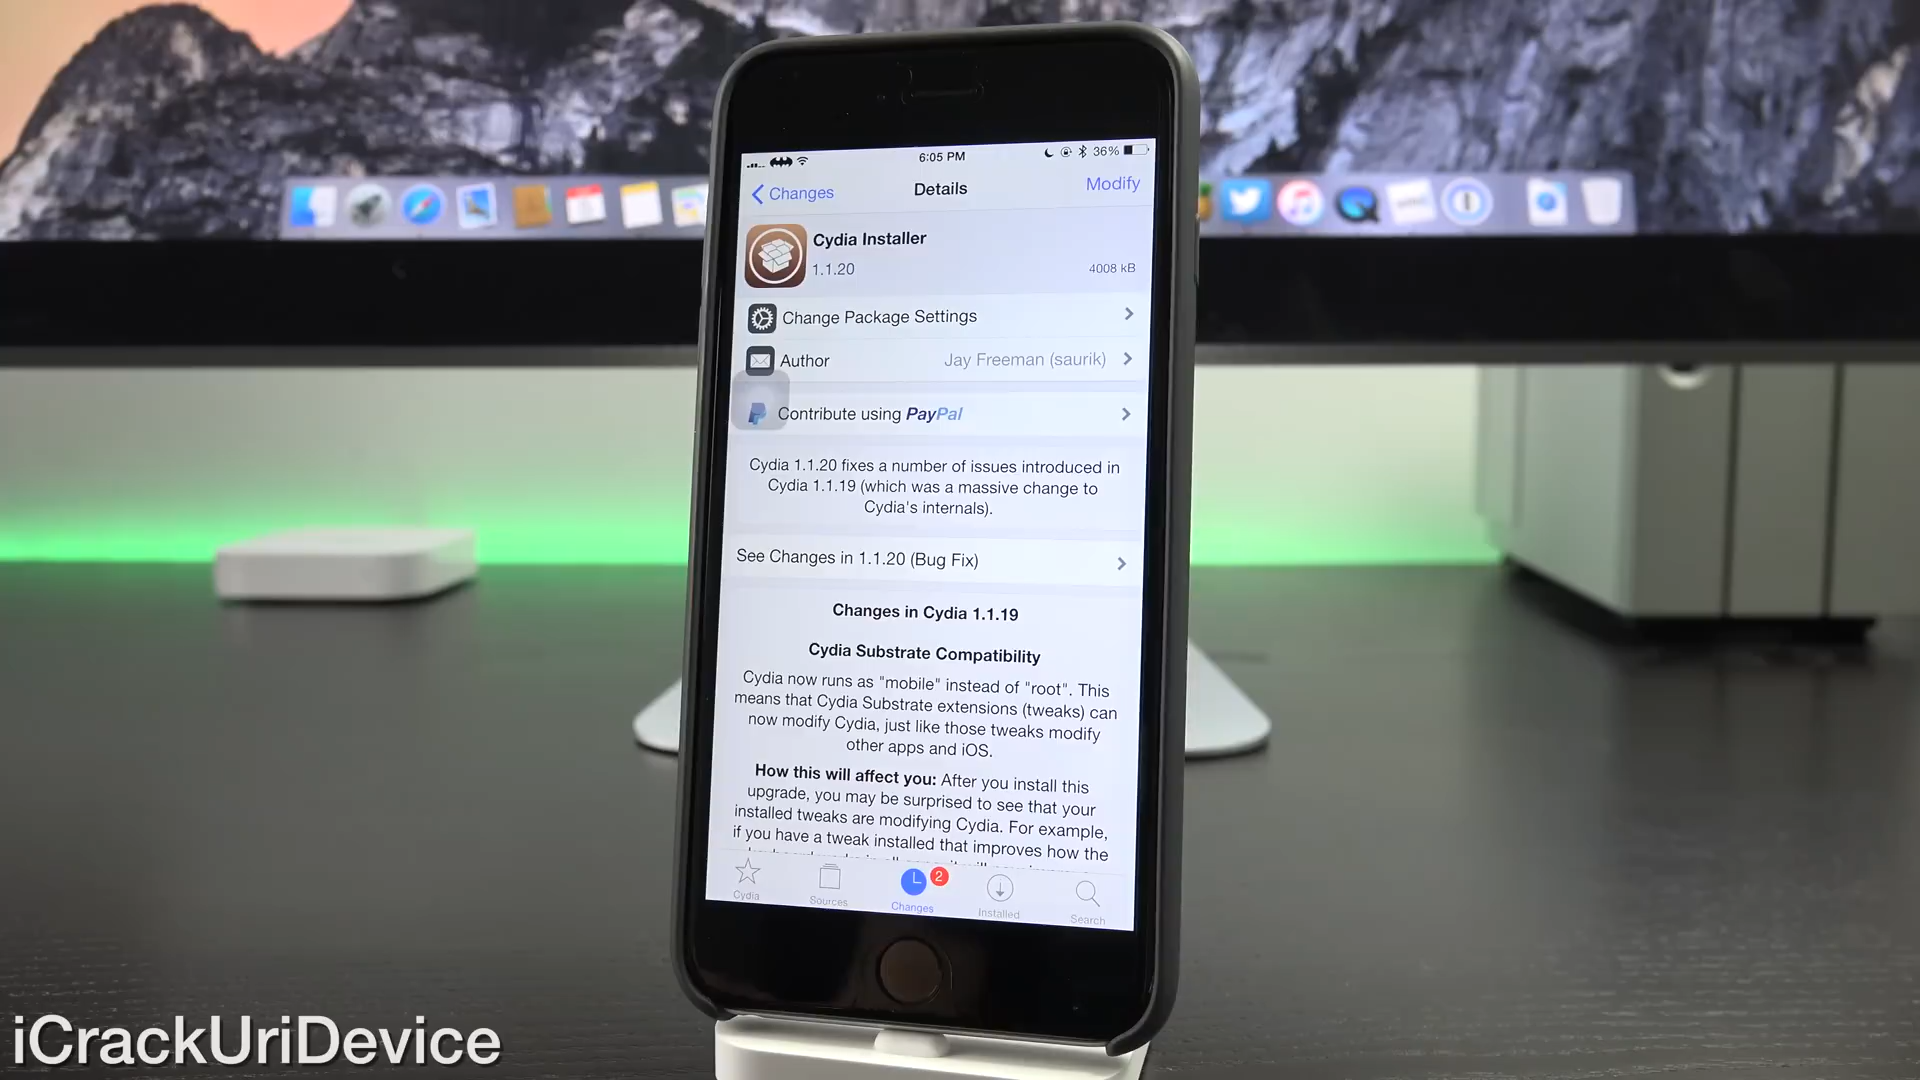 6:05 PM
36%
Changes
Details
Modify
Cydia Installer
1.1.20
4008 kB
Change Package Settings
Author
Jay Freeman (saurik)
Contribute using PayPal
Cydia 1.1.20 fixes a number of issues introduced in
Cydia 1.1.19 (which was a massive change to
Cydia's internals).
See Changes in 1.1.20 (Bug Fix)
Changes in Cydia 1.1.19
Cydia Substrate Compatibility
Cydia now runs as "mobile" instead of "root". This
means that Cydia Substrate extensions (tweaks) can
now modify Cydia, just like those tweaks modify
other apps and iOS.
How this will affect you: After you install this
upgrade, you may be surprised to see that your
installed tweaks are modifying Cydia. For example,
if you have a tweak installed that improves how the
2
Cydia
Sources
Changes
Installed
Search
iCrackUriDevice